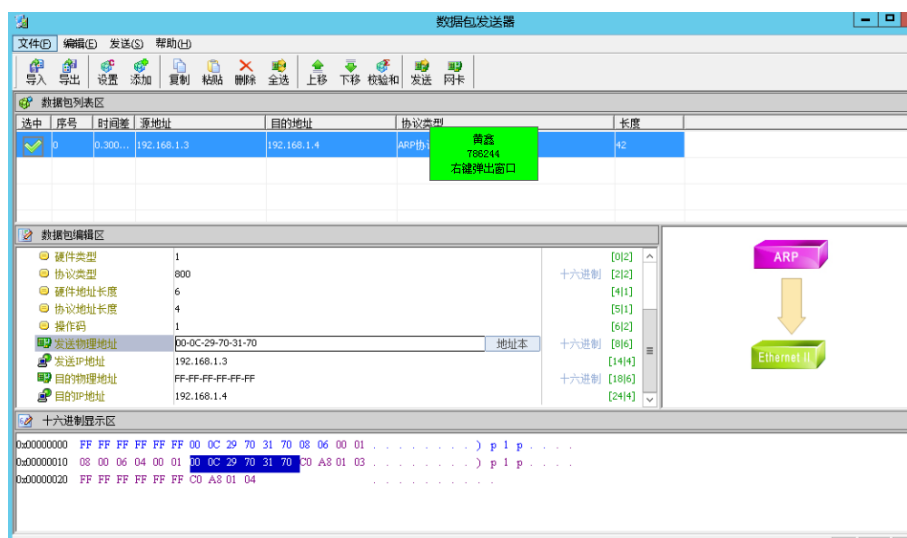 数据包发送器
文件(F) 编辑(E) 发送(S) 帮助(H)
导入 导出 设置 添加 复制 粘贴 删除 全选 上移 下移 校验和 发送 网卡
数据包列表区
选中 序号 时间差 源地址 目的地址 协议类型 长度
0 0.300... 192.168.1.3 192.168.1.4 ARP协 42
黄鑫
786244
右键弹出窗口
数据包编辑区
硬件类型 1 [0|2]
协议类型 800 十六进制 [2|2]
硬件地址长度 6 [4|1]
协议地址长度 4 [5|1]
操作码 1 [6|2]
发送物理地址 00-0C-29-70-31-70 地址本 十六进制 [8|6]
发送IP地址 192.168.1.3 [14|4]
目的物理地址 FF-FF-FF-FF-FF-FF 十六进制 [18|6]
目的IP地址 192.168.1.4 [24|4]
ARP
Ethernet II
十六进制显示区
0x00000000 FF FF FF FF FF FF 00 0C 29 70 31 70 08 06 00 01 . . . . . . . . ) p 1 p . . . .
0x00000010 08 00 06 04 00 01 00 0C 29 70 31 70 C0 A8 01 03 . . . . . . . . ) p 1 p . . . .
0x00000020 FF FF FF FF FF FF C0 A8 01 04 . . . . . . . . . .